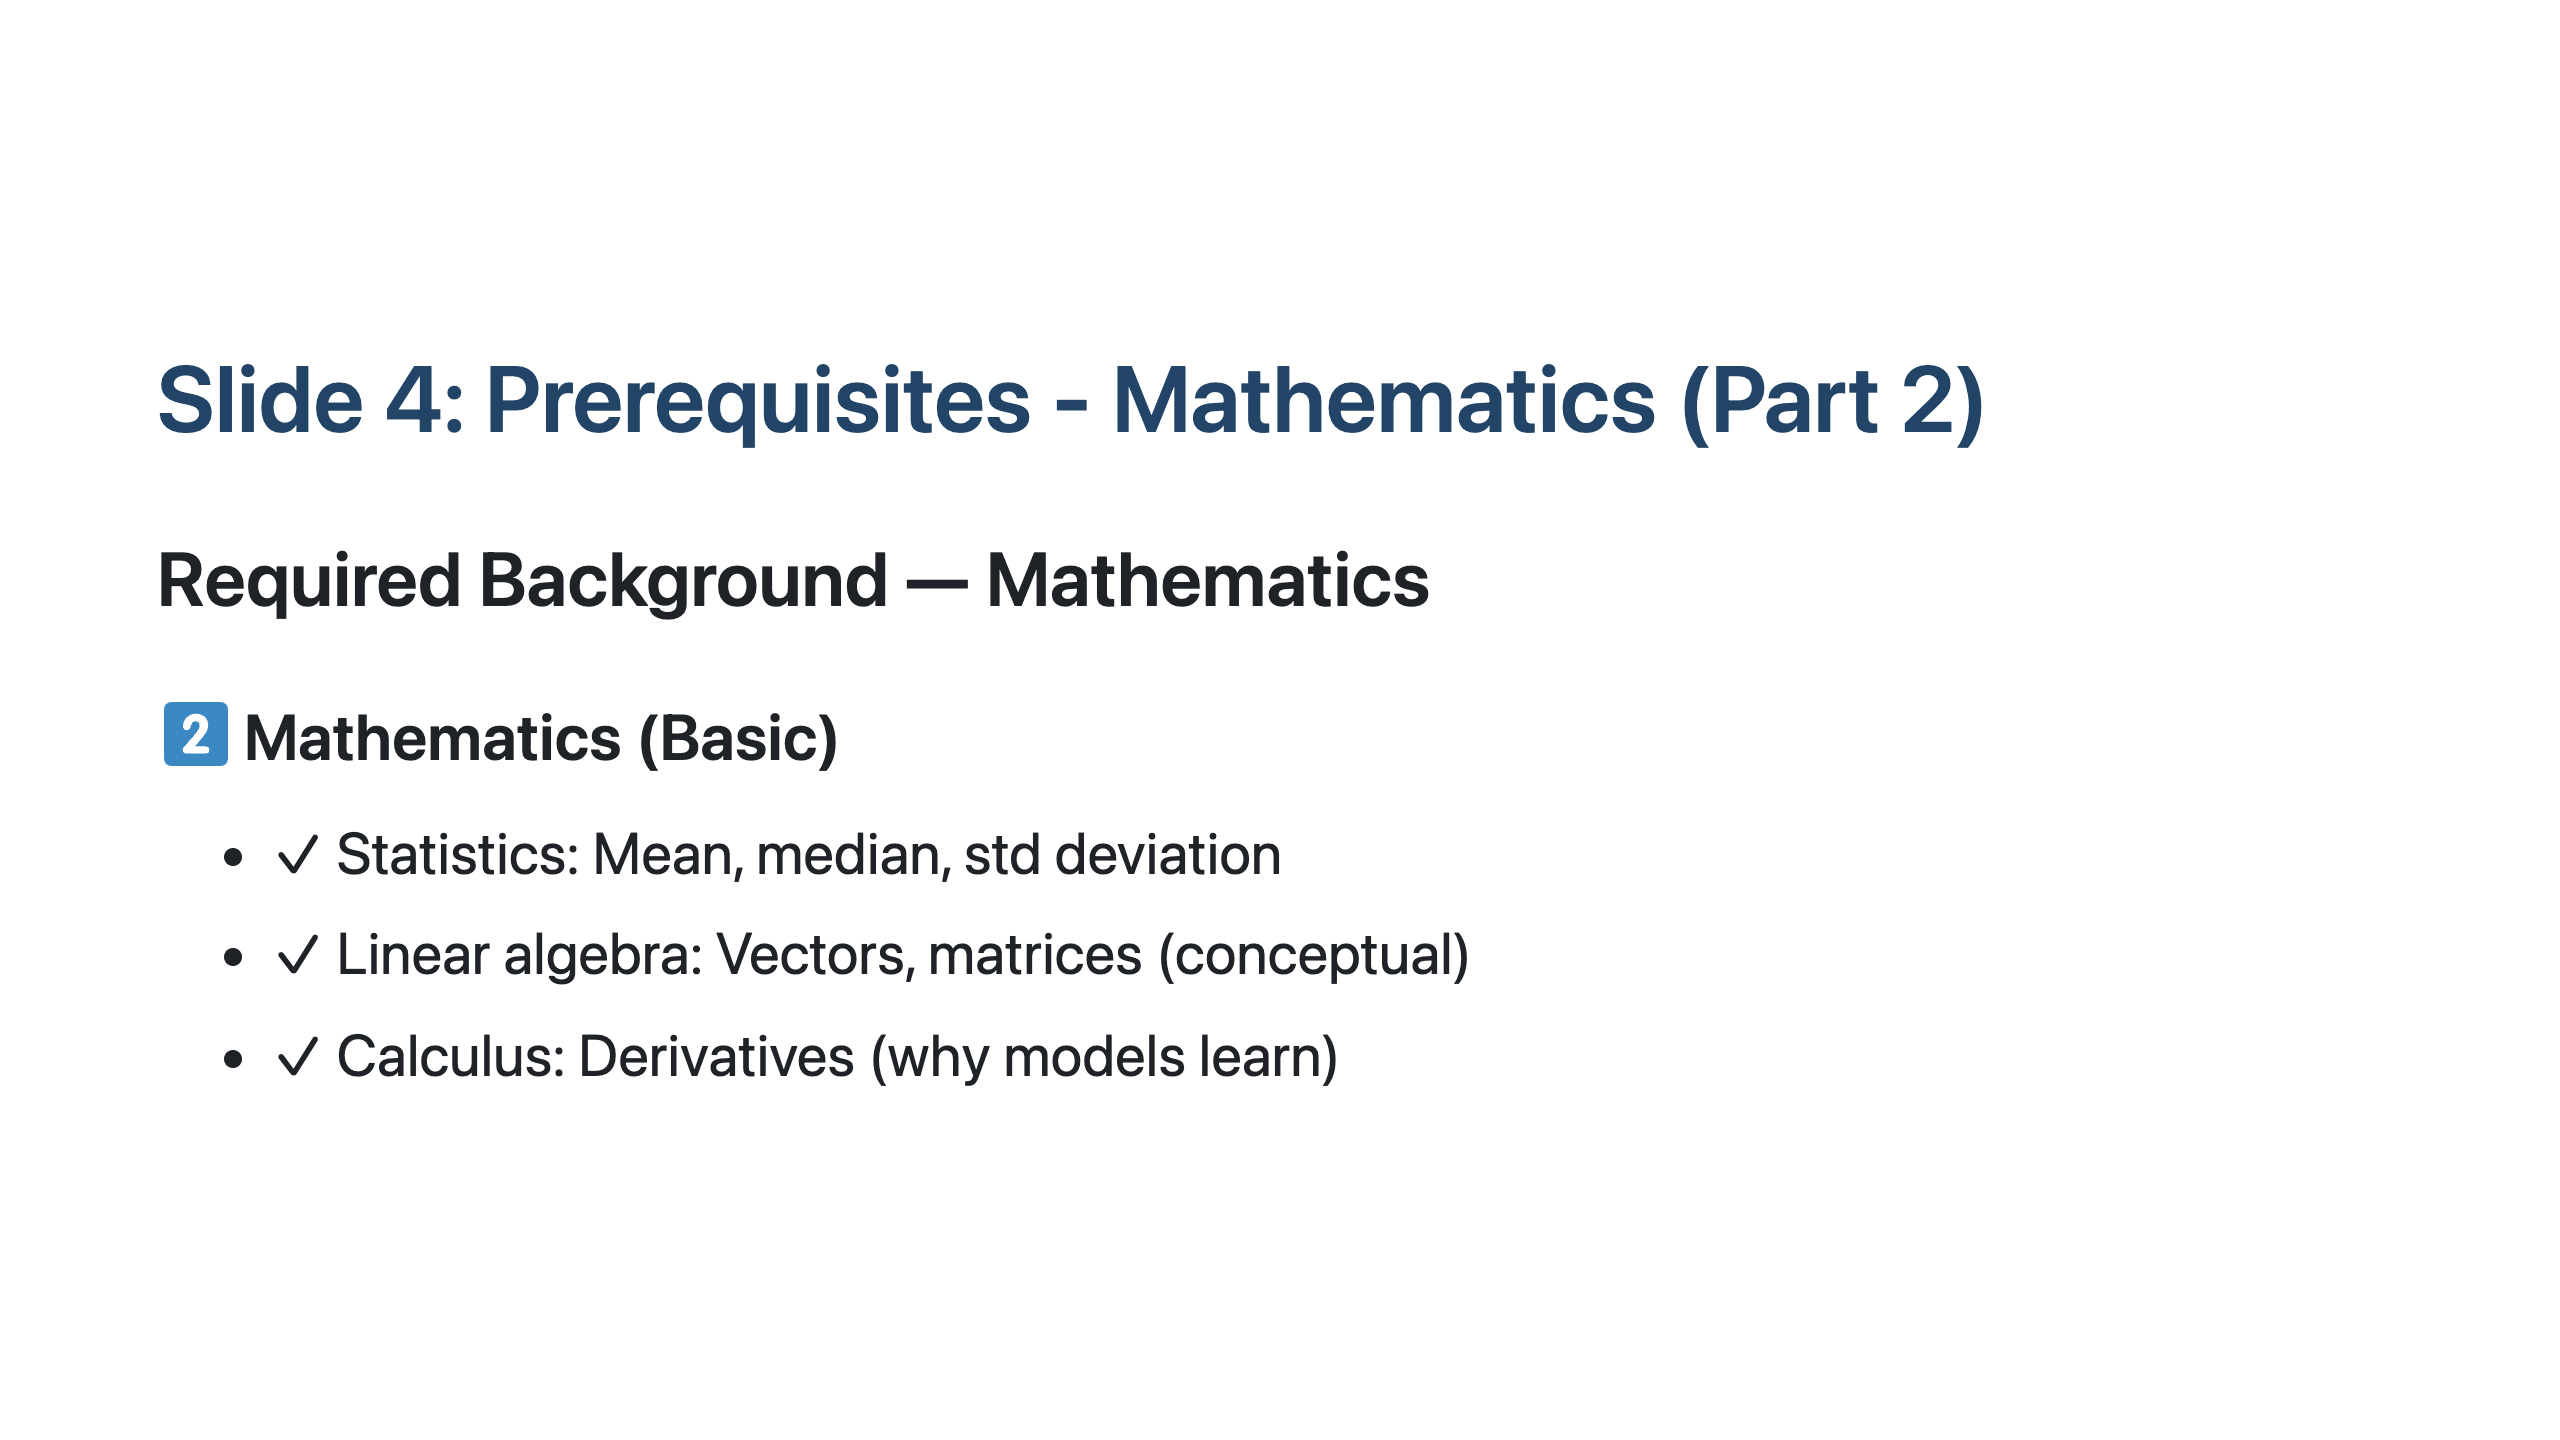 Slide 4: Prerequisites - Mathematics (Part 2)
Required Background — Mathematics
2️⃣ Mathematics (Basic)
• ✓ Statistics: Mean, median, std deviation
• ✓ Linear algebra: Vectors, matrices (conceptual)
• ✓ Calculus: Derivatives (why models learn)